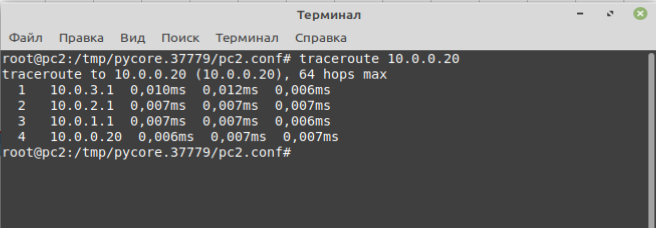 Терминал
Файл Правка Вид Поиск Терминал Справка
root@pc2:/tmp/pycore.37779/pc2.conf# traceroute 10.0.0.20
traceroute to 10.0.0.20 (10.0.0.20), 64 hops max
1 10.0.3.1 0,010ms 0,012ms 0,006ms
2 10.0.2.1 0,007ms 0,007ms 0,007ms
3 10.0.1.1 0,007ms 0,007ms 0,006ms
4 10.0.0.20 0,006ms 0,007ms 0,007ms
root@pc2:/tmp/pycore.37779/pc2.conf#